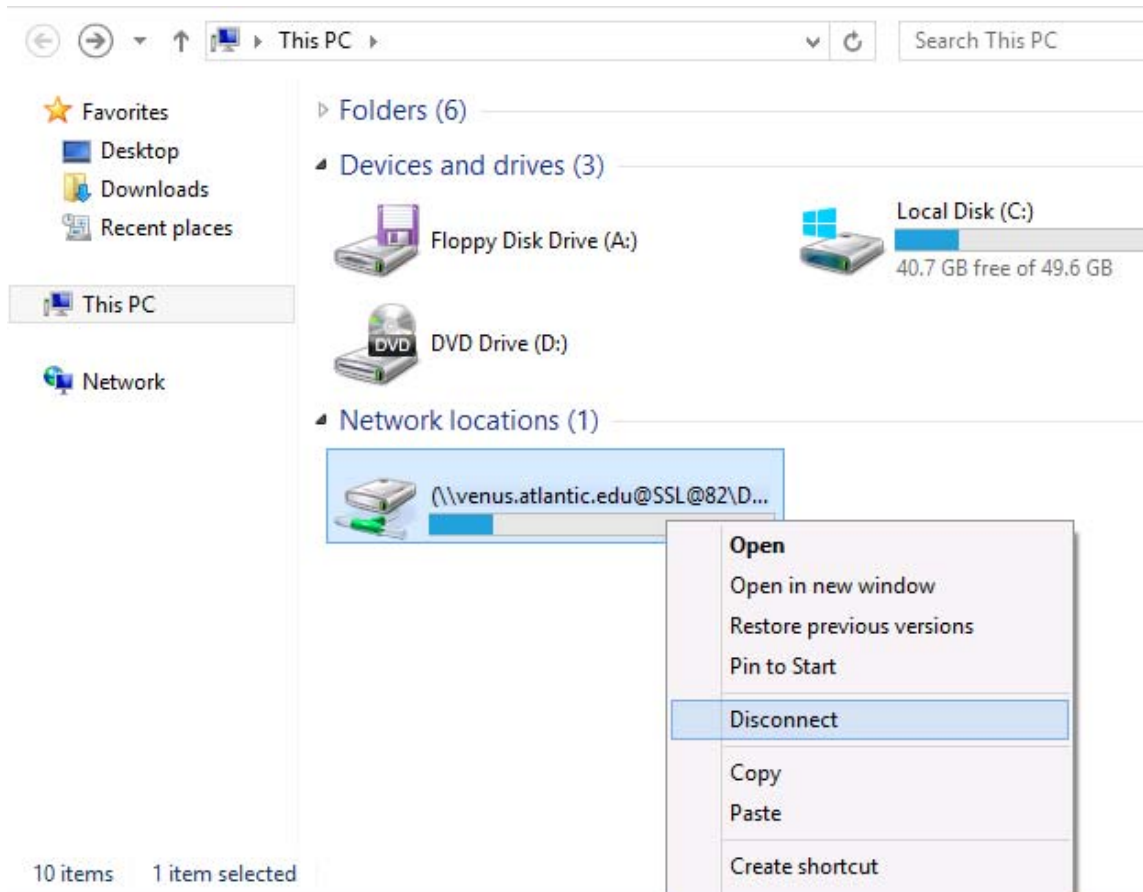 This PC
Search This PC
Favorites
Desktop
Downloads
Recent places
This PC
Network
Folders (6)
Devices and drives (3)
Floppy Disk Drive (A:)
Local Disk (C:)
40.7 GB free of 49.6 GB
DVD
DVD Drive (D:)
Network locations (1)
(\\venus.atlantic.edu@SSL@82\D...
Open
Open in new window
Restore previous versions
Pin to Start
Disconnect
Copy
Paste
Create shortcut
10 items 1 item selected